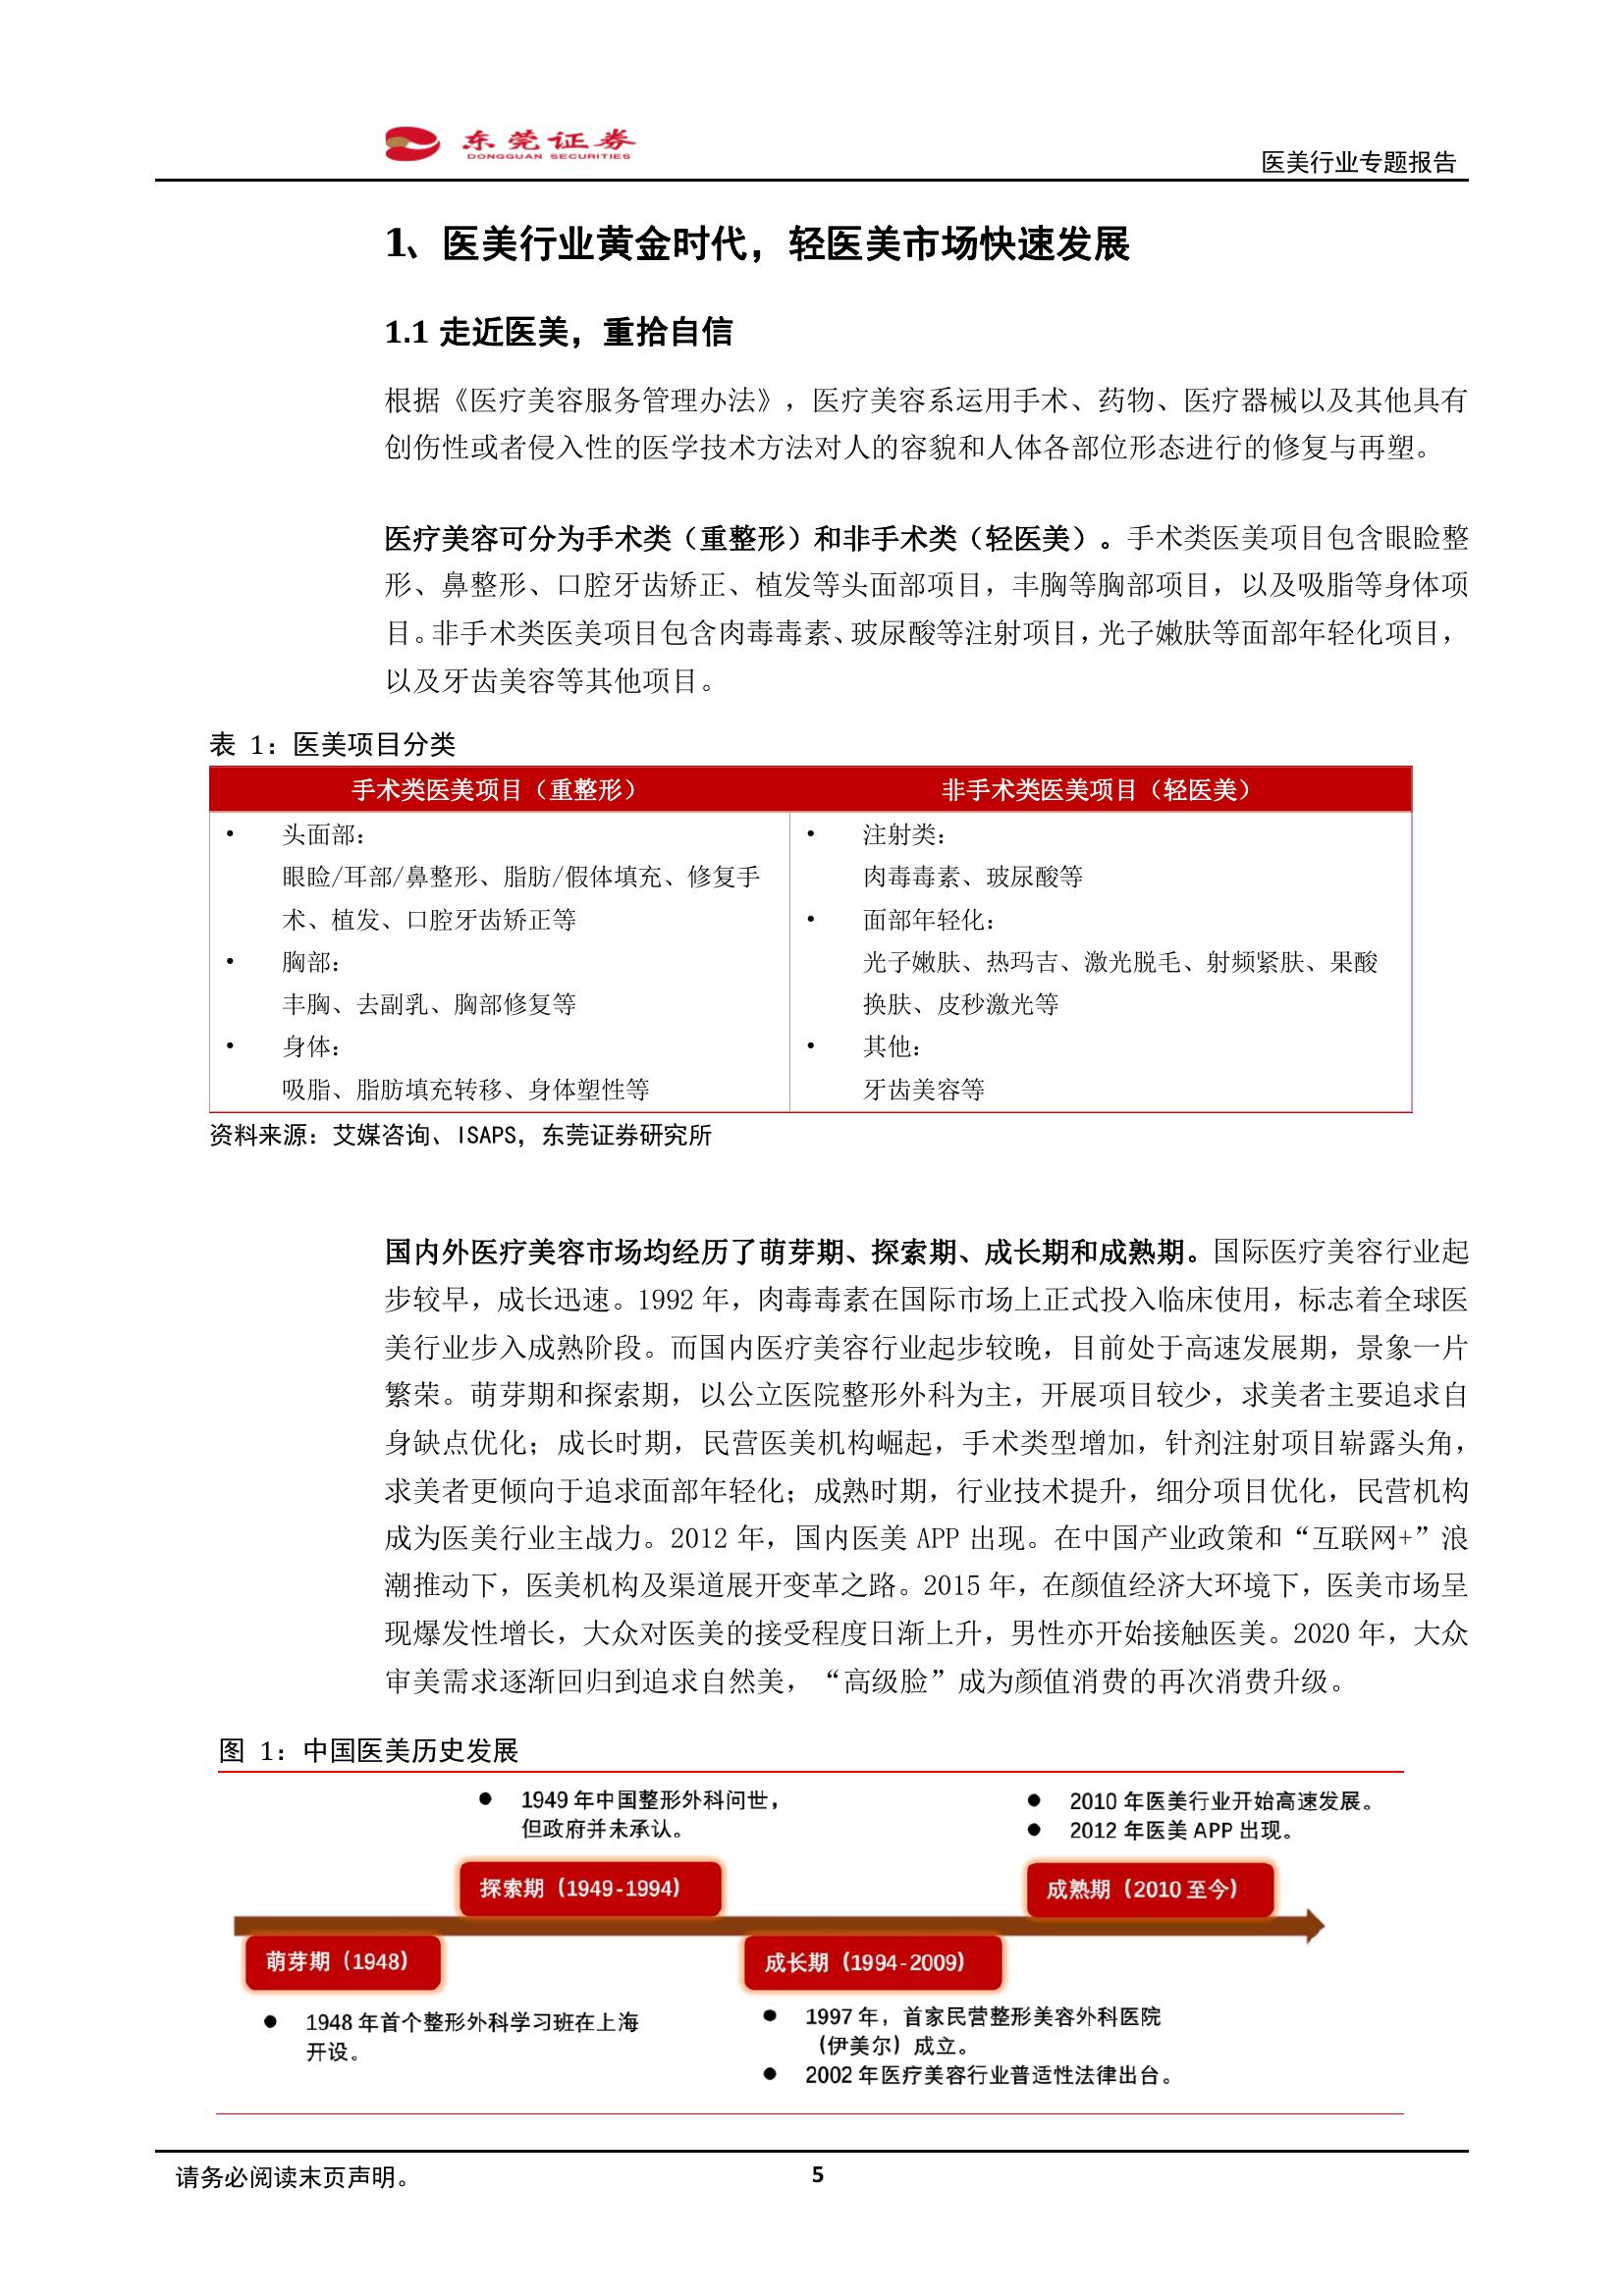 东莞证券
DONGGUAN SECURITIES
医美行业专题报告
1、医美行业黄金时代，轻医美市场快速发展
1.1 走近医美，重拾自信
根据《医疗美容服务管理办法》，医疗美容系运用手术、药物、医疗器械以及其他具有
创伤性或者侵入性的医学技术方法对人的容貌和人体各部位形态进行的修复与再塑。
医疗美容可分为手术类（重整形）和非手术类（轻医美）。手术类医美项目包含眼睑整
形、鼻整形、口腔牙齿矫正、植发等头面部项目，丰胸等胸部项目，以及吸脂等身体项
目。非手术类医美项目包含肉毒毒素、玻尿酸等注射项目，光子嫩肤等面部年轻化项目，
以及牙齿美容等其他项目。
表 1：医美项目分类
手术类医美项目（重整形）
• 头面部：
眼睑/耳部/鼻整形、脂肪/假体填充、修复手
术、植发、口腔牙齿矫正等
• 胸部：
丰胸、去副乳、胸部修复等
• 身体：
吸脂、脂肪填充转移、身体塑性等
非手术类医美项目（轻医美）
• 注射类：
肉毒毒素、玻尿酸等
• 面部年轻化：
光子嫩肤、热玛吉、激光脱毛、射频紧肤、果酸
换肤、皮秒激光等
• 其他：
牙齿美容等
资料来源：艾媒咨询、ISAPS，东莞证券研究所
国内外医疗美容市场均经历了萌芽期、探索期、成长期和成熟期。国际医疗美容行业起
步较早，成长迅速。1992 年，肉毒毒素在国际市场上正式投入临床使用，标志着全球医
美行业步入成熟阶段。而国内医疗美容行业起步较晚，目前处于高速发展期，景象一片
繁荣。萌芽期和探索期，以公立医院整形外科为主，开展项目较少，求美者主要追求自
身缺点优化；成长时期，民营医美机构崛起，手术类型增加，针剂注射项目崭露头角，
求美者更倾向于追求面部年轻化；成熟时期，行业技术提升，细分项目优化，民营机构
成为医美行业主战力。2012 年，国内医美 APP 出现。在中国产业政策和“互联网+”浪
潮推动下，医美机构及渠道展开变革之路。2015 年，在颜值经济大环境下，医美市场呈
现爆发性增长，大众对医美的接受程度日渐上升，男性亦开始接触医美。2020 年，大众
审美需求逐渐回归到追求自然美，“高级脸”成为颜值消费的再次消费升级。
图 1：中国医美历史发展
● 1949 年中国整形外科问世，
但政府并未承认。
● 2010 年医美行业开始高速发展。
● 2012 年医美 APP 出现。
探索期（1949-1994）
成熟期（2010 至今）
萌芽期（1948）
成长期（1994-2009）
● 1948 年首个整形外科学习班在上海
开设。
● 1997 年，首家民营整形美容外科医院
（伊美尔）成立。
● 2002 年医疗美容行业普适性法律出台。
请务必阅读末页声明。
5